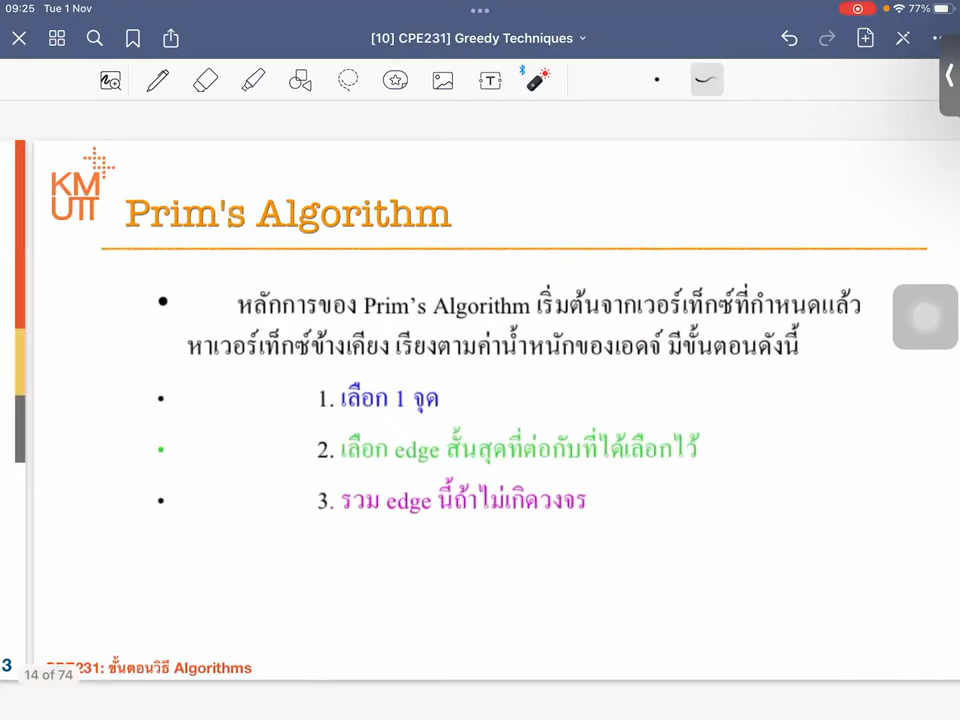 09:25 Tue 1 Nov
77%
[10] CPE231] Greedy Techniques
T
KM
UTT
Prim's Algorithm
• หลักการของ Prim's Algorithm เริ่มต้นจากเวอร์เท็กซ์ที่กำหนดแล้ว
หาเวอร์เท็กซ์ข้างเคียง เรียงตามค่าน้ำหนักของเอดจ์ มีขั้นตอนดังนี้
• 1. เลือก 1 จุด
• 2. เลือก edge สั้นสุดที่ต่อกับที่ได้เลือกไว้
• 3. รวม edge นี้ถ้าไม่เกิดวงจร
3
14 of 74
231: ขั้นตอนวิธี Algorithms